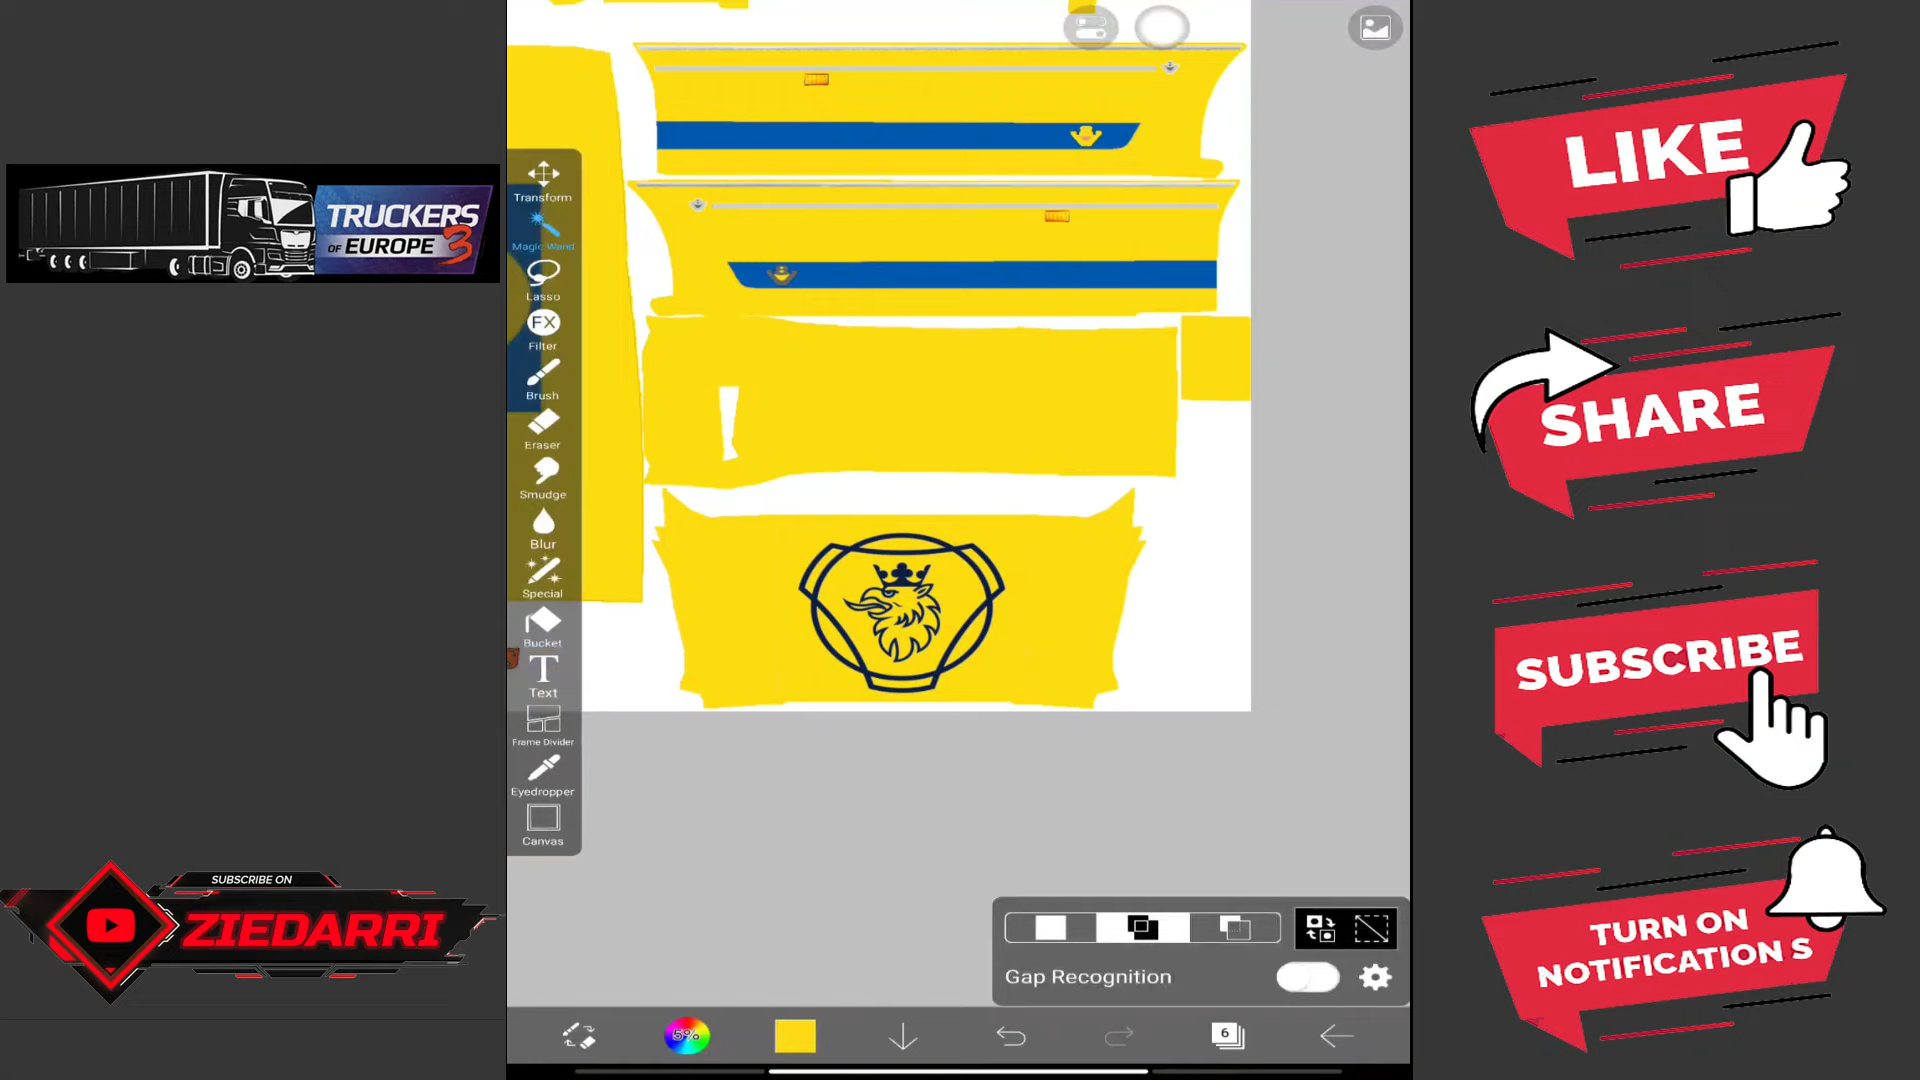 TRUCKERS
OF EUROPE 3
SUBSCRIBE ON
ZIEDARRI
Transform
Magic Wand
Lasso
FX
Filter
Brush
Eraser
Smudge
Blur
Special
Bucket
T
Text
Frame Divider
Eyedropper
Canvas
Gap Recognition
5%
6
LIKE
SHARE
SUBSCRIBE
TURN ON
NOTIFICATION S